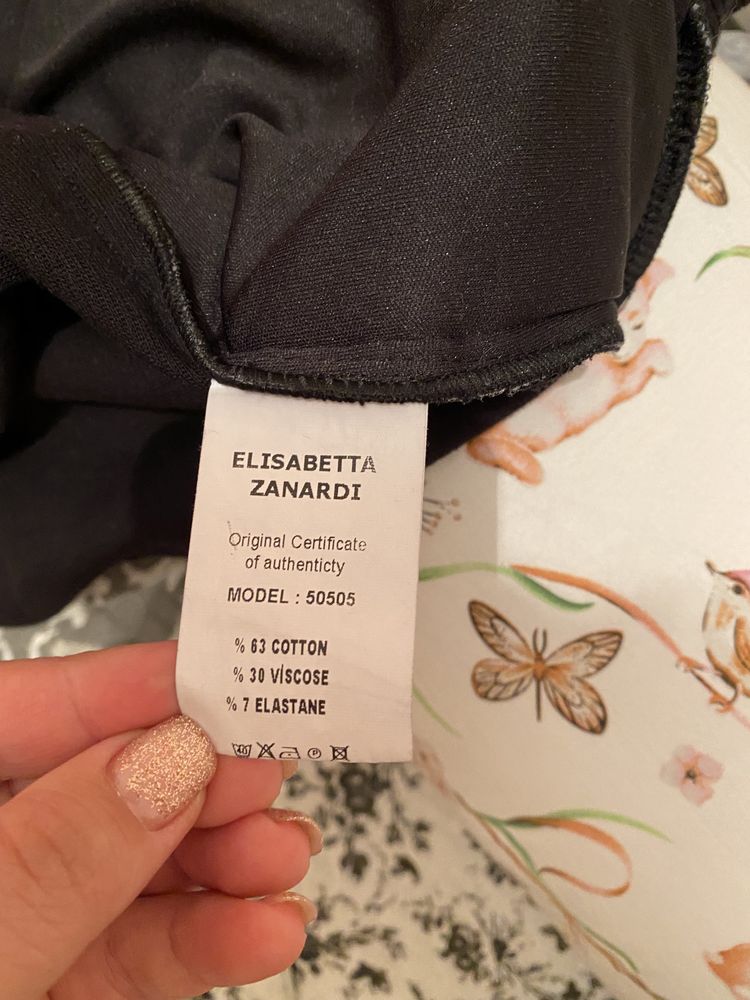 ELISABETTA
ZANARDI
Original Certificate
of authenticty
MODEL : 50505
% 63 COTTON
% 30 VİSCOSE
% 7 ELASTANE